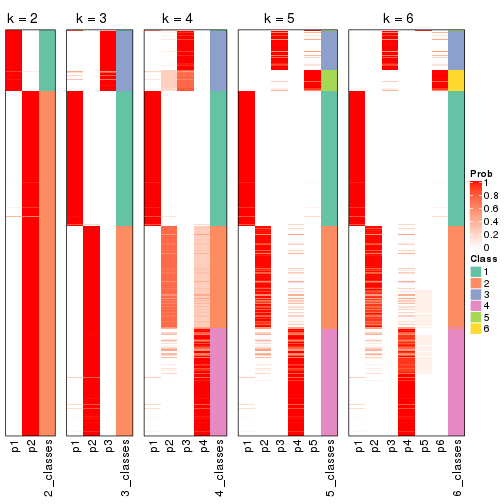 k = 2
k = 3
k = 4
k = 5
k = 6
Prob
1
0.8
0.6
0.4
0.2
0
Class
1
2
3
4
5
6
p1
p2
2_classes
p1
p2
p3
3_classes
p1
p2
p3
p4
4_classes
p1
p2
p3
p4
p5
5_classes
p1
p2
p3
p4
p5
p6
6_classes